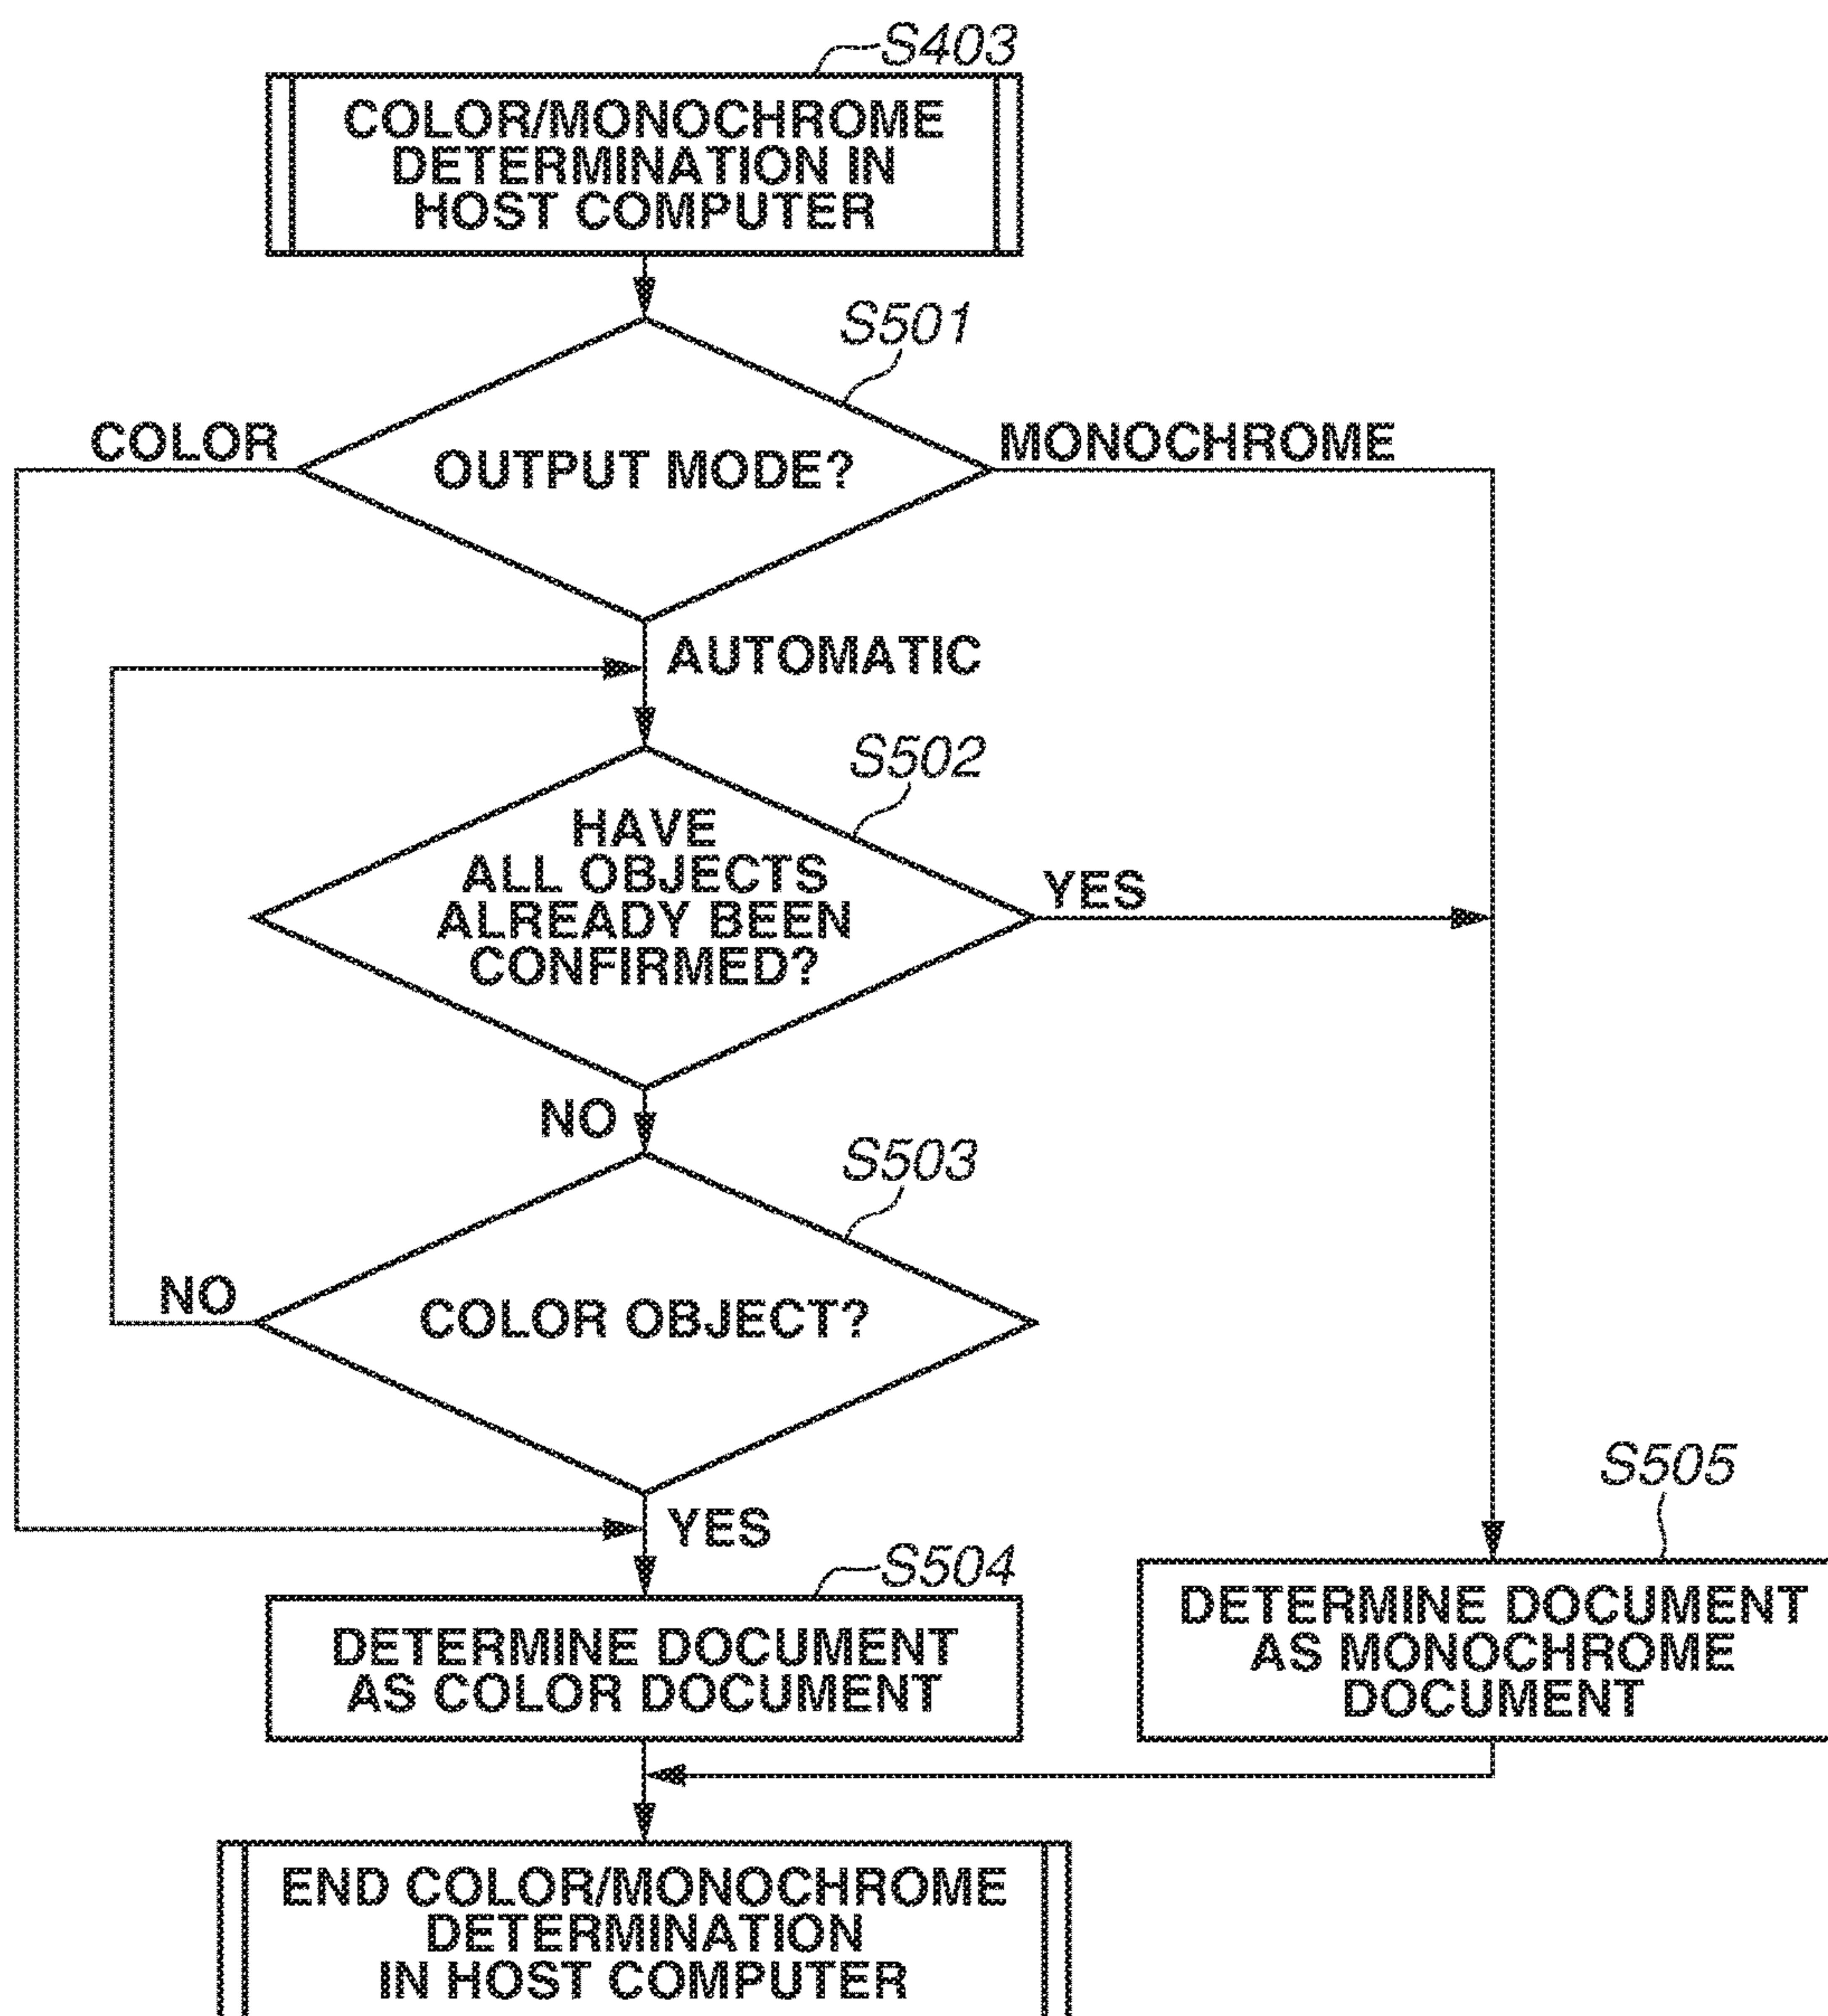 S403
COLOR/MONOCHROME
DETERMINATION IN
HOST COMPUTER
S501
COLOR
OUTPUT MODE?
MONOCHROME
AUTOMATIC
S502
HAVE
ALL OBJECTS
ALREADY BEEN
CONFIRMED?
YES
NO
S503
NO
COLOR OBJECT?
YES
S504
DETERMINE DOCUMENT
AS COLOR DOCUMENT
S505
DETERMINE DOCUMENT
AS MONOCHROME
DOCUMENT
END COLOR/MONOCHROME
DETERMINATION
IN HOST COMPUTER